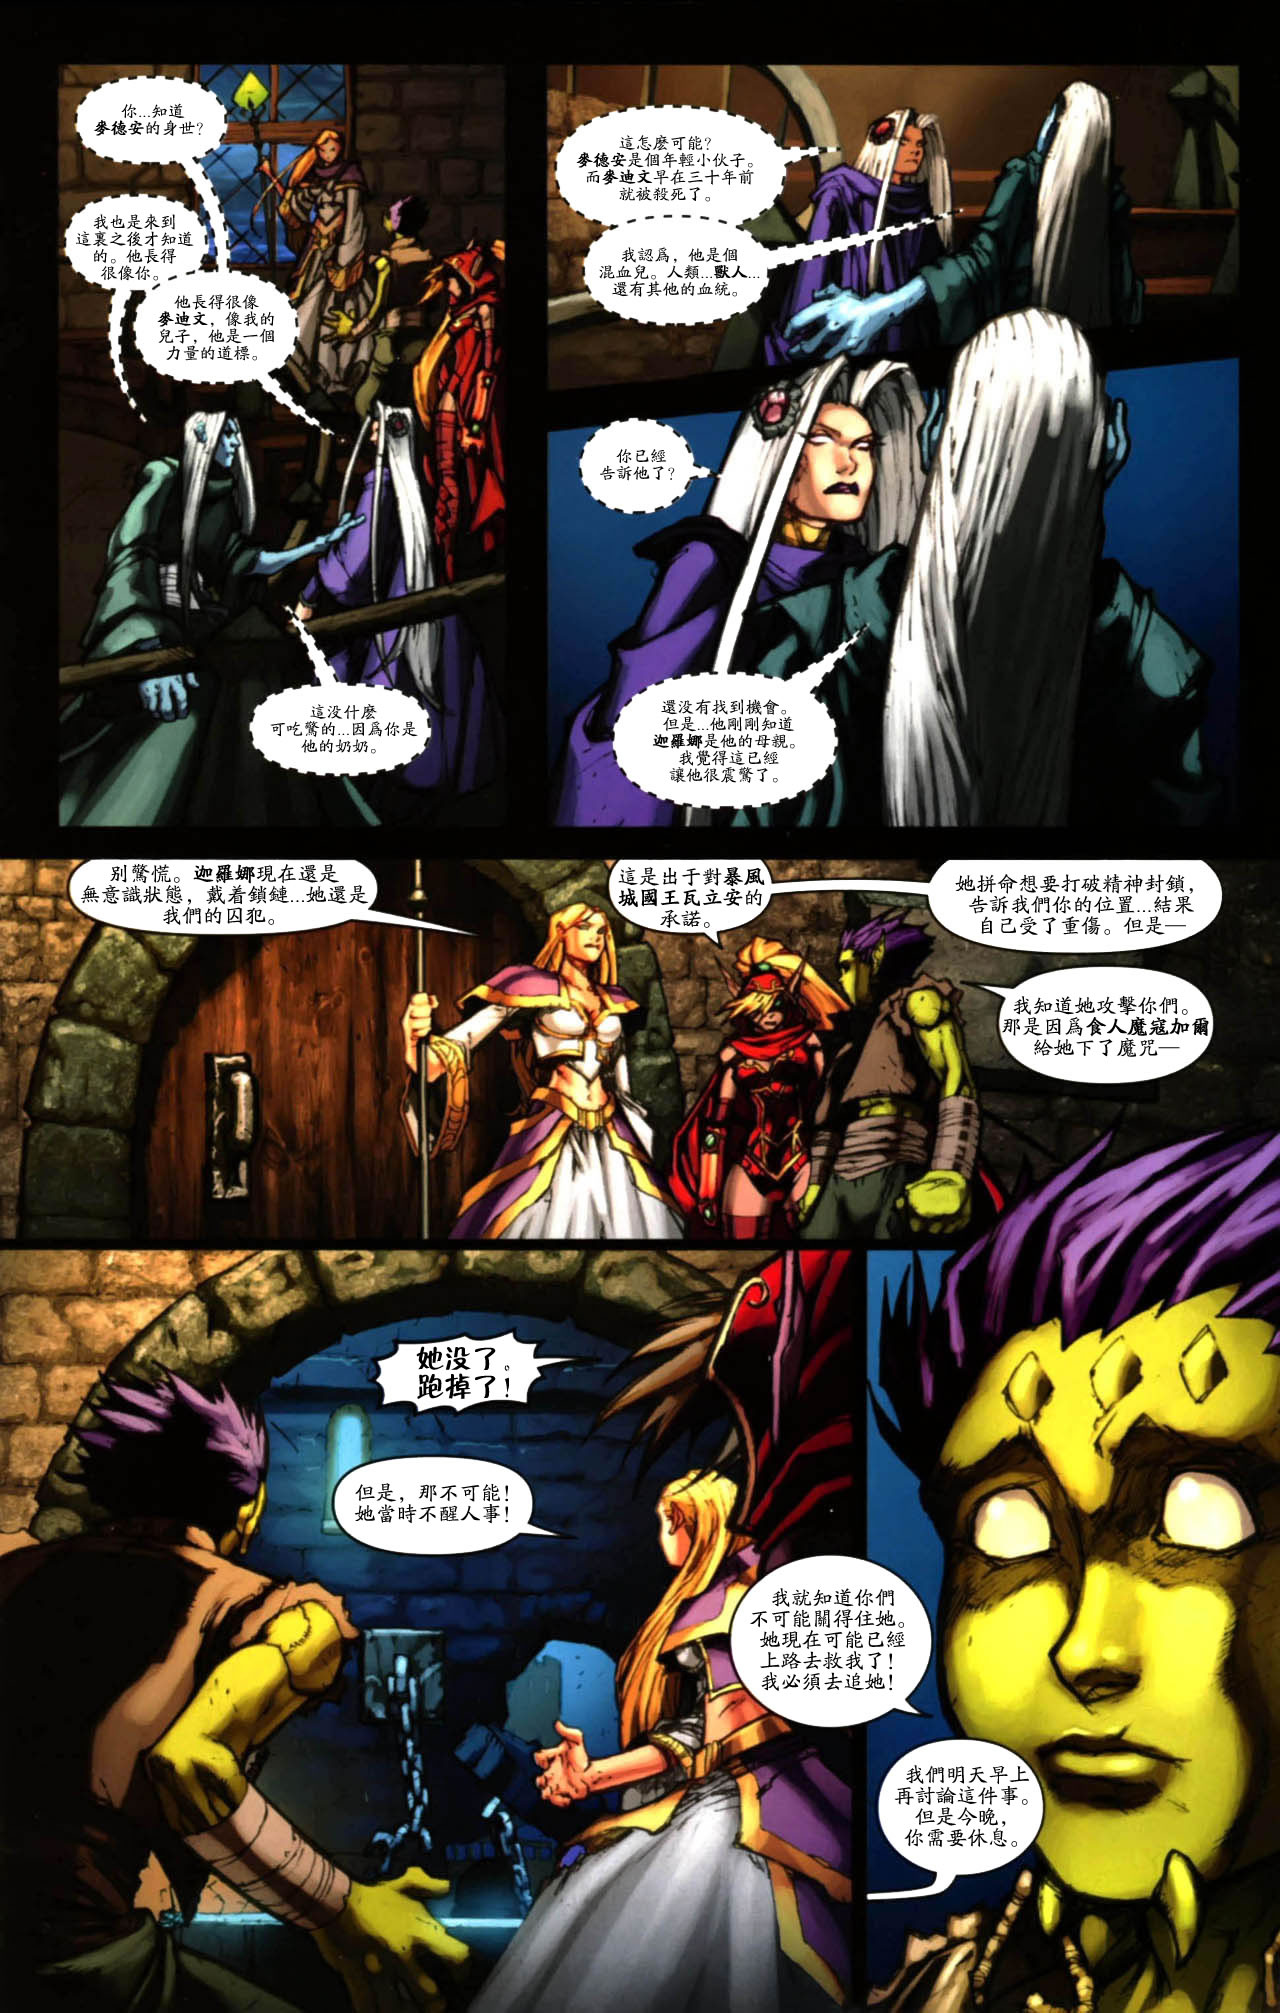 你...知道
麥德安的身世?
我也是來到
這裏之後才知道
的。他長得
很像你。
他長得很像
麥迪文,像我的
兒子,他是一個
力量的道標。
這没什麽
可吃驚的...因爲你是
他的奶奶。
這怎麽可能?
麥德安是個年輕小伙子。
而麥迪文早在三十年前
就被殺死了。
我認爲,他是個
混血兒。人類...獸人...
還有其他的血統。
你已經
告訴他了?
還没有找到機會。
但是...他剛剛知道
迦羅娜是他的母親。
我覺得這已經
讓他很震驚了。
别驚慌。迦羅娜現在還是
無意識狀態,戴着鎖鏈...她還是
我們的囚犯。
這是出于對暴風
城國王瓦立安的
承諾。
她拼命想要打破精神封鎖,
告訴我們你的位置...結果
自己受了重傷。但是—
我知道她攻擊你們。
那是因爲食人魔寇加爾
給她下了魔咒—
她没了。
跑掉了!
但是,那不可能!
她當時不醒人事!
我就知道你們
不可能關得住她。
她現在可能已經
上路去救我了!
我必須去追她!
我們明天早上
再討論這件事。
但是今晚,
你需要休息。